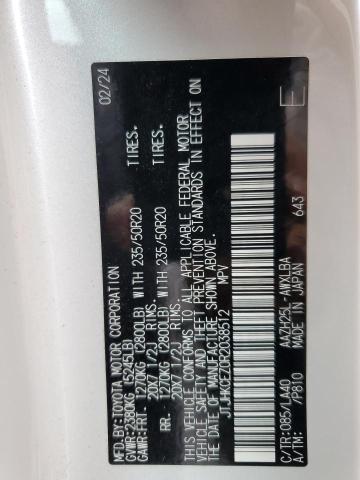 MFD.BY:TOYOTA MOTOR CORPORATION 02/24
GVWR:2380KG (5245LB)
GAWR:FRT. 1270KG (2800LB) WITH 235/50R20 TIRES.
20X7 1/2J RIMS.
RR. 1270KG (2800LB) WITH 235/50R20 TIRES.
20X7 1/2J RIMS.
THIS VEHICLE CONFORMS TO ALL APPLICABLE FEDERAL MOTOR
VEHICLE SAFETY AND THEFT PREVENTION STANDARDS IN EFFECT ON
THE DATE OF MANUFACTURE SHOWN ABOVE.
MPV
C/TR:085/LA40 AAZH25L-AWXLBA
A/TM: /P810 MADE IN JAPAN 643
E